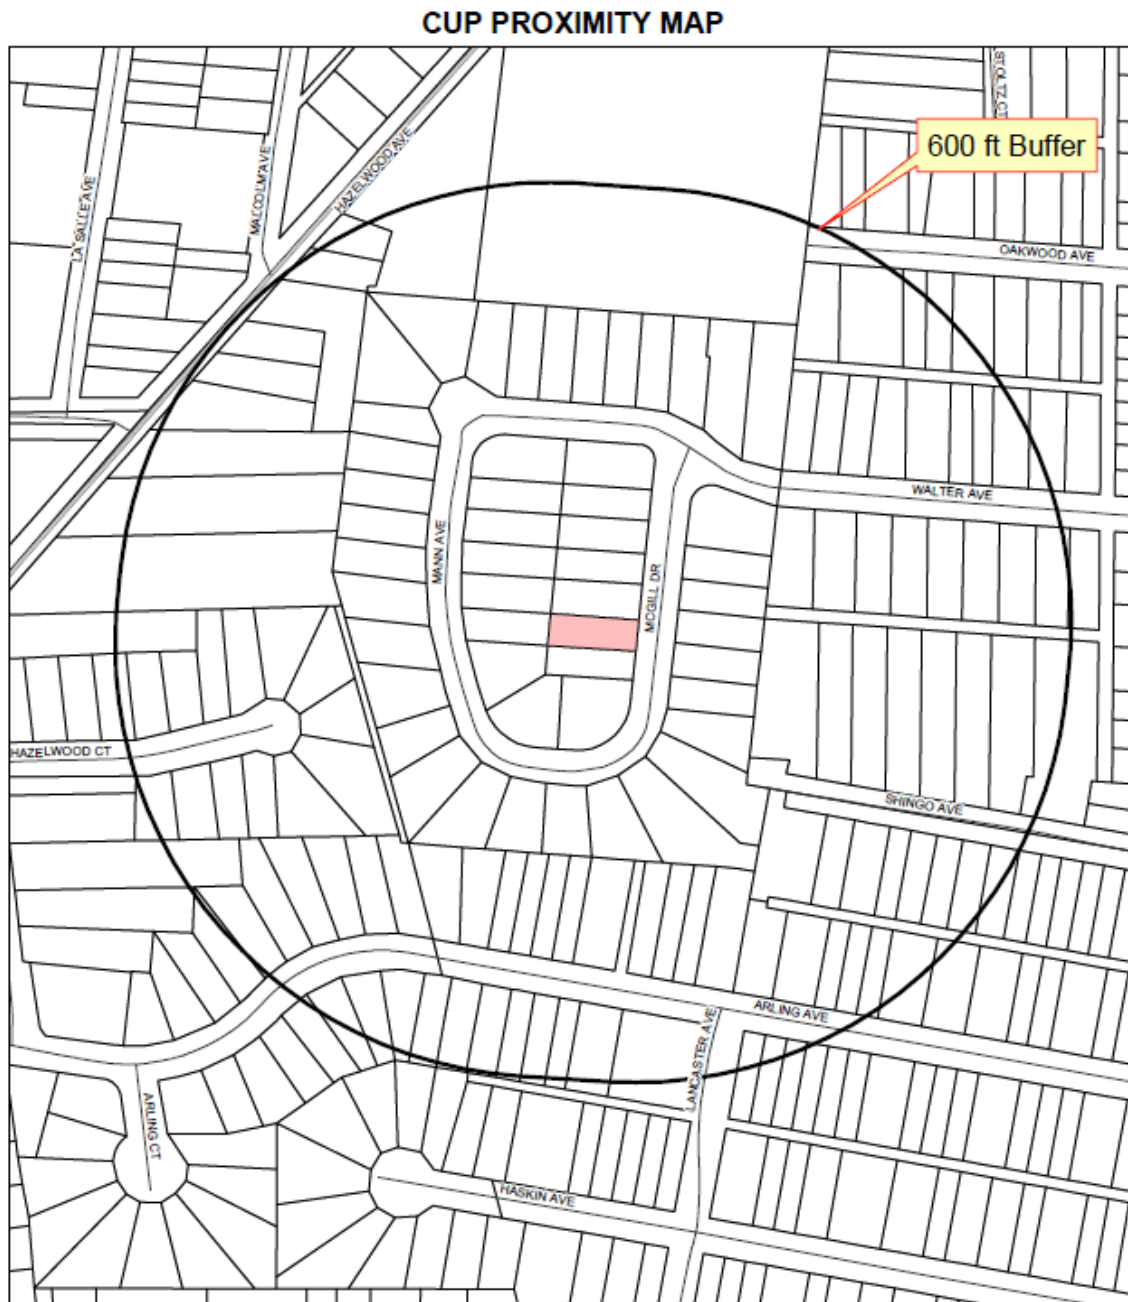 CUP PROXIMITY MAP
STOLTZ CT
600 ft Buffer
HAZELWOOD AVE
MALCOLM AVE
LA SALLE AVE
OAKWOOD AVE
WALTER AVE
MANN AVE
MCGILL DR
HAZELWOOD CT
SHINGO AVE
ARLING AVE
LANCASTER AVE
ARLING CT
HASKIN AVE